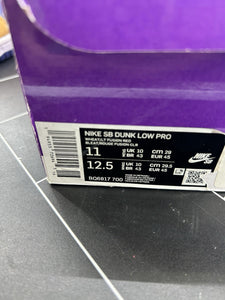 NIKE SB DUNK LOW PRO
WHEAT/LT FUSION RED
BLEAT/ROUGE FUSION CLR
11 UK 10 cm 29
BR 43 EUR 45
12.5 UK 10 cm 29.5
BR 43 EUR 45
BQ6817 700